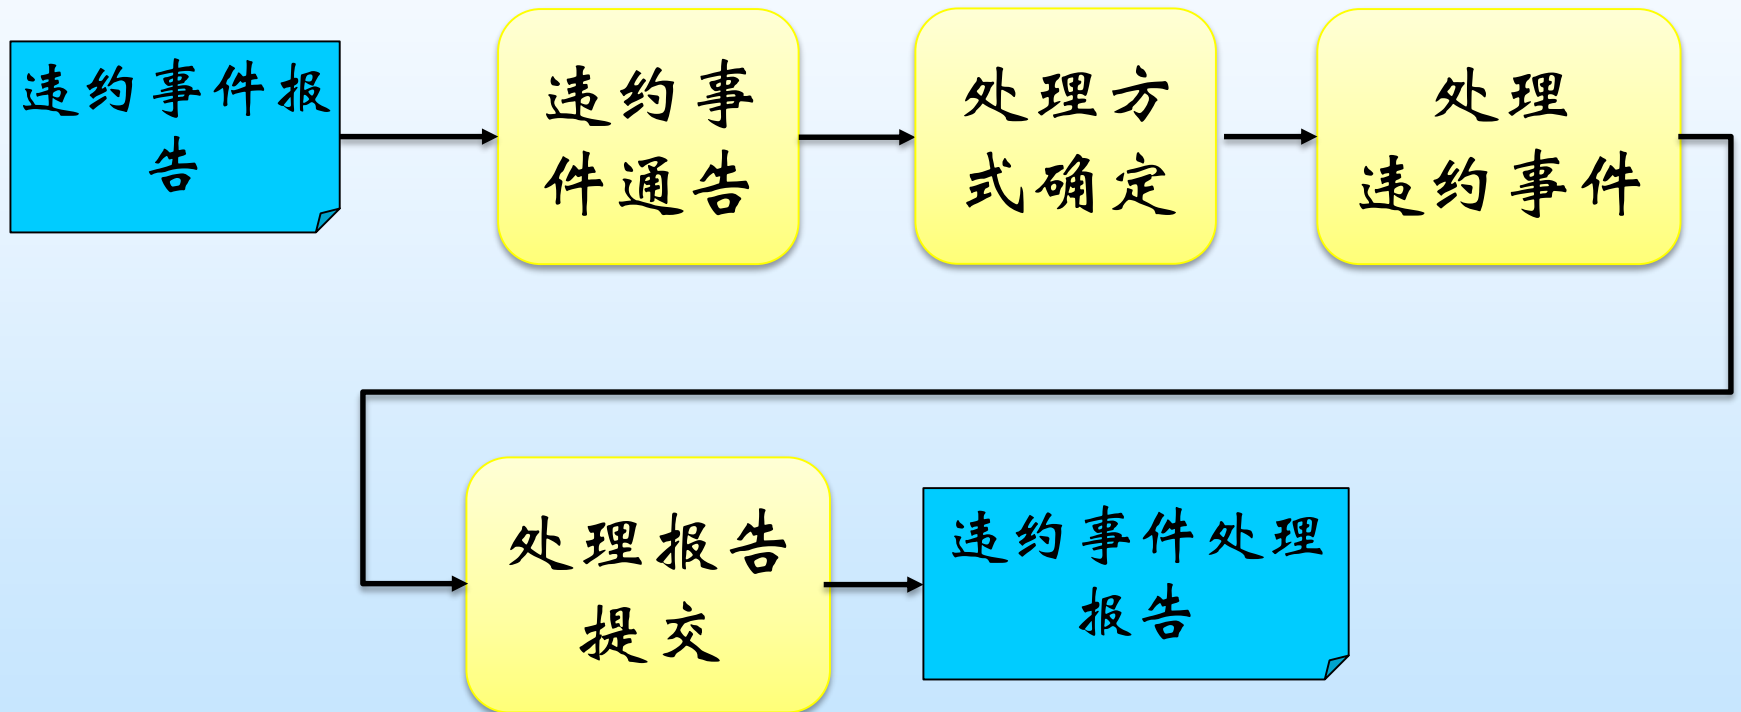 违约事件报
告
违约事
件通告
处理方
式确定
处理
违约事件
处理报告
提交
违约事件处理
报告